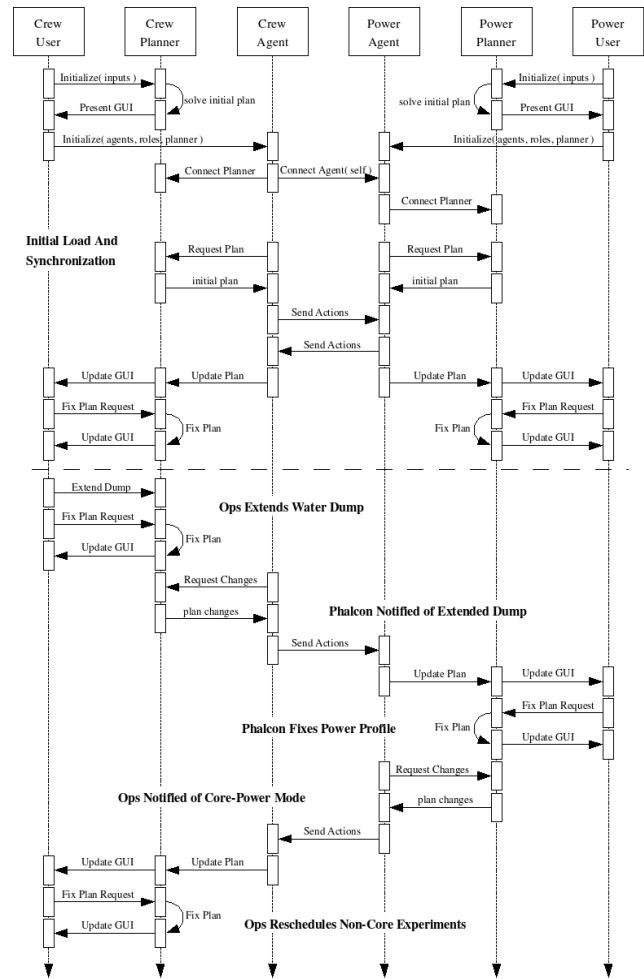 Crew
User
Crew
Planner
Crew
Agent
Power
Agent
Power
Planner
Power
User
Initialize( inputs )
Initialize( inputs )
solve initial plan
solve initial plan
Present GUI
Present GUI
Initialize( agents, roles, planner )
Initialize( agents, roles, planner )
Connect Planner
Connect Agent( self )
Connect Planner
Initial Load And
Synchronization
Request Plan
Request Plan
initial plan
initial plan
Send Actions
Send Actions
Update GUI
Update Plan
Update Plan
Update GUI
Fix Plan Request
Fix Plan Request
Fix Plan
Fix Plan
Update GUI
Update GUI
Extend Dump
Ops Extends Water Dump
Fix Plan Request
Fix Plan
Update GUI
Request Changes
plan changes
Phalcon Notified of Extended Dump
Send Actions
Update Plan
Update GUI
Fix Plan Request
Phalcon Fixes Power Profile
Fix Plan
Update GUI
Request Changes
Ops Notified of Core-Power Mode
plan changes
Send Actions
Update GUI
Update Plan
Fix Plan Request
Fix Plan
Ops Reschedules Non-Core Experiments
Update GUI